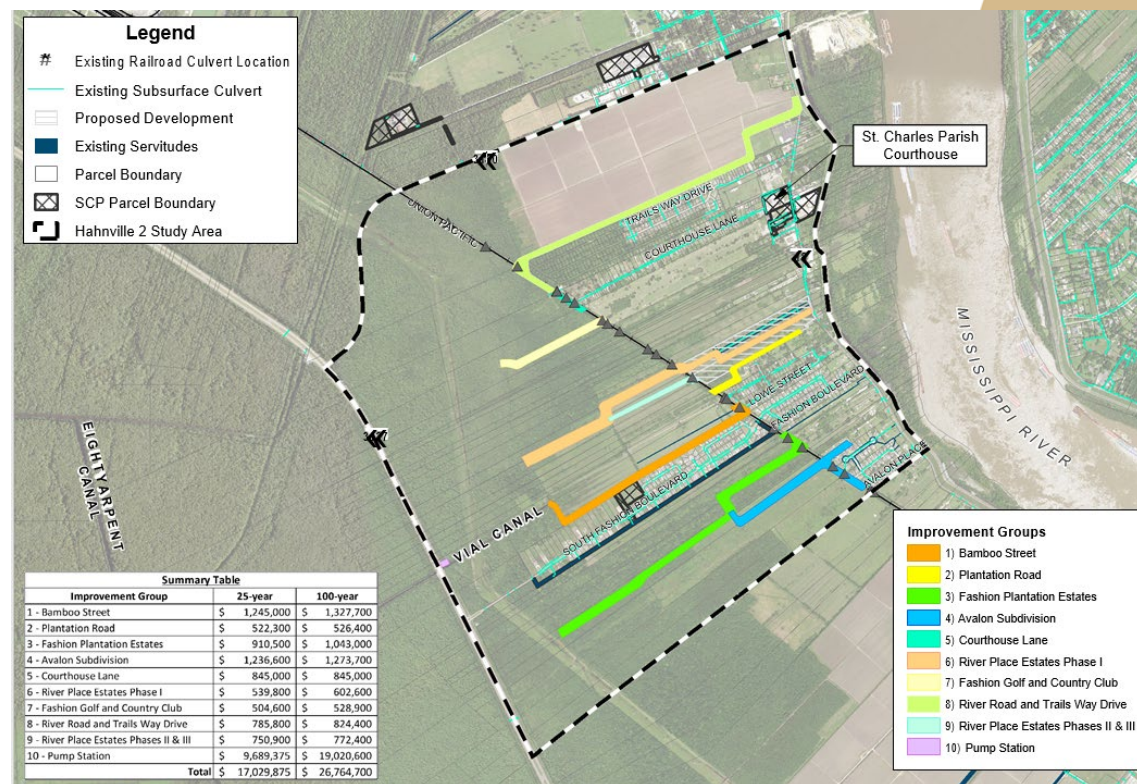 Legend
Existing Railroad Culvert Location
Existing Subsurface Culvert
Proposed Development
Existing Servitudes
Parcel Boundary
SCP Parcel Boundary
Hahnville 2 Study Area
St. Charles Parish
Courthouse
UNION PACIFIC
TRAILS WAY DRIVE
COURTHOUSE LANE
MISSISSIPPI RIVER
LOWE STREET
FASHION BOULEVARD
AVALON PLACE
SOUTH FASHION BOULEVARD
VIAL CANAL
EIGHTYARPENT
CANAL
Summary Table
Improvement Group 25-year 100-year
1 - Bamboo Street $ 1,245,000 $ 1,327,700
2 - Plantation Road $ 522,300 $ 526,400
3 - Fashion Plantation Estates $ 910,500 $ 1,043,000
4 - Avalon Subdivision $ 1,236,600 $ 1,273,700
5 - Courthouse Lane $ 845,000 $ 845,000
6 - River Place Estates Phase I $ 539,800 $ 602,600
7 - Fashion Golf and Country Club $ 504,600 $ 528,900
8 - River Road and Trails Way Drive $ 785,800 $ 824,400
9 - River Place Estates Phases II & III $ 750,900 $ 772,400
10 - Pump Station $ 9,689,375 $ 19,020,600
Total $ 17,029,875 $ 26,764,700
Improvement Groups
1) Bamboo Street
2) Plantation Road
3) Fashion Plantation Estates
4) Avalon Subdivision
5) Courthouse Lane
6) River Place Estates Phase I
7) Fashion Golf and Country Club
8) River Road and Trails Way Drive
9) River Place Estates Phases II & III
10) Pump Station